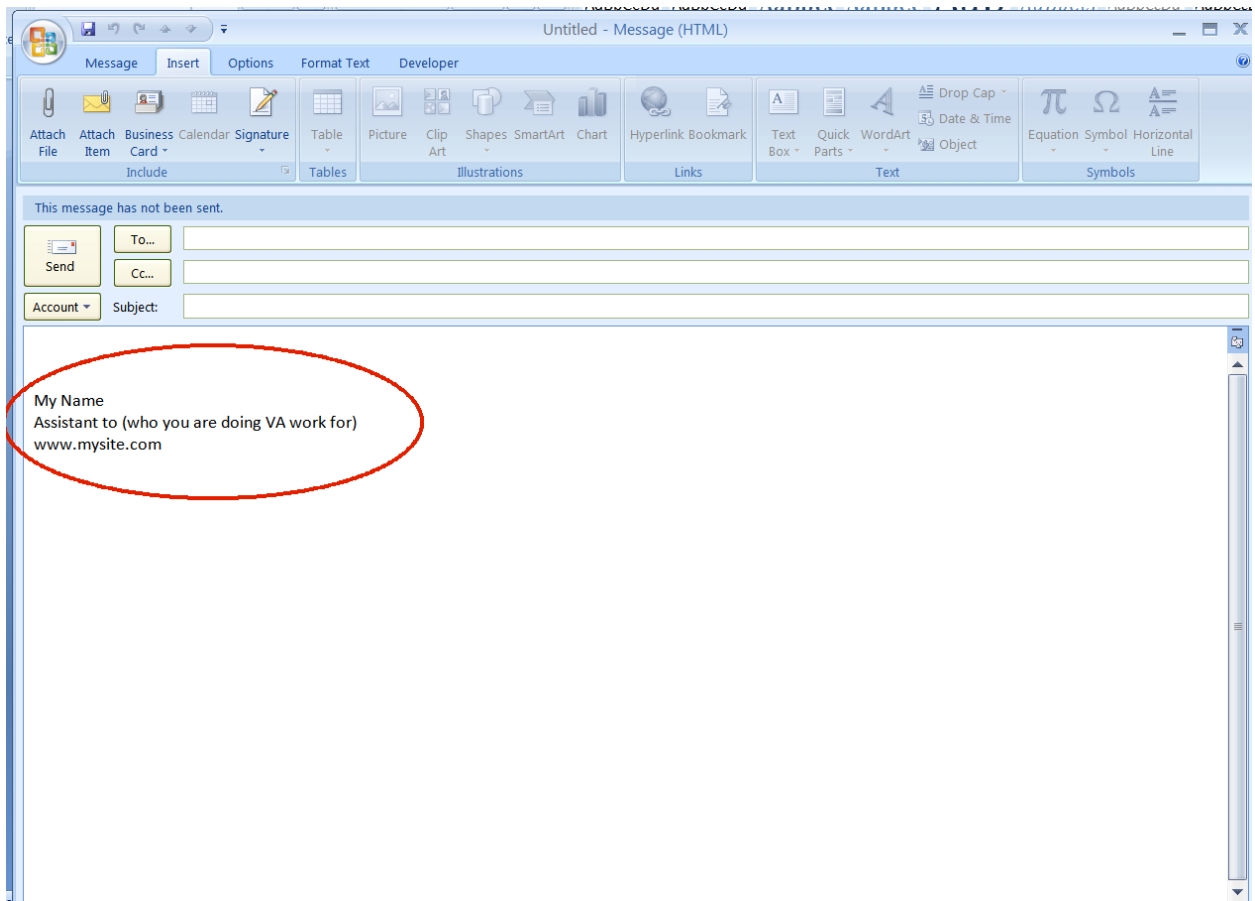 Untitled - Message (HTML)
Message Insert Options Format Text Developer
Attach File
Attach Item
Business Card
Calendar
Signature
Include
Table
Tables
Picture
Clip Art
Shapes
SmartArt
Chart
Illustrations
Hyperlink
Bookmark
Links
Text Box
Quick Parts
WordArt
Drop Cap
Date & Time
Object
Text
Equation
Symbol
Horizontal Line
Symbols
This message has not been sent.
Send
To...
Cc...
Account
Subject:
My Name
Assistant to (who you are doing VA work for)
www.mysite.com